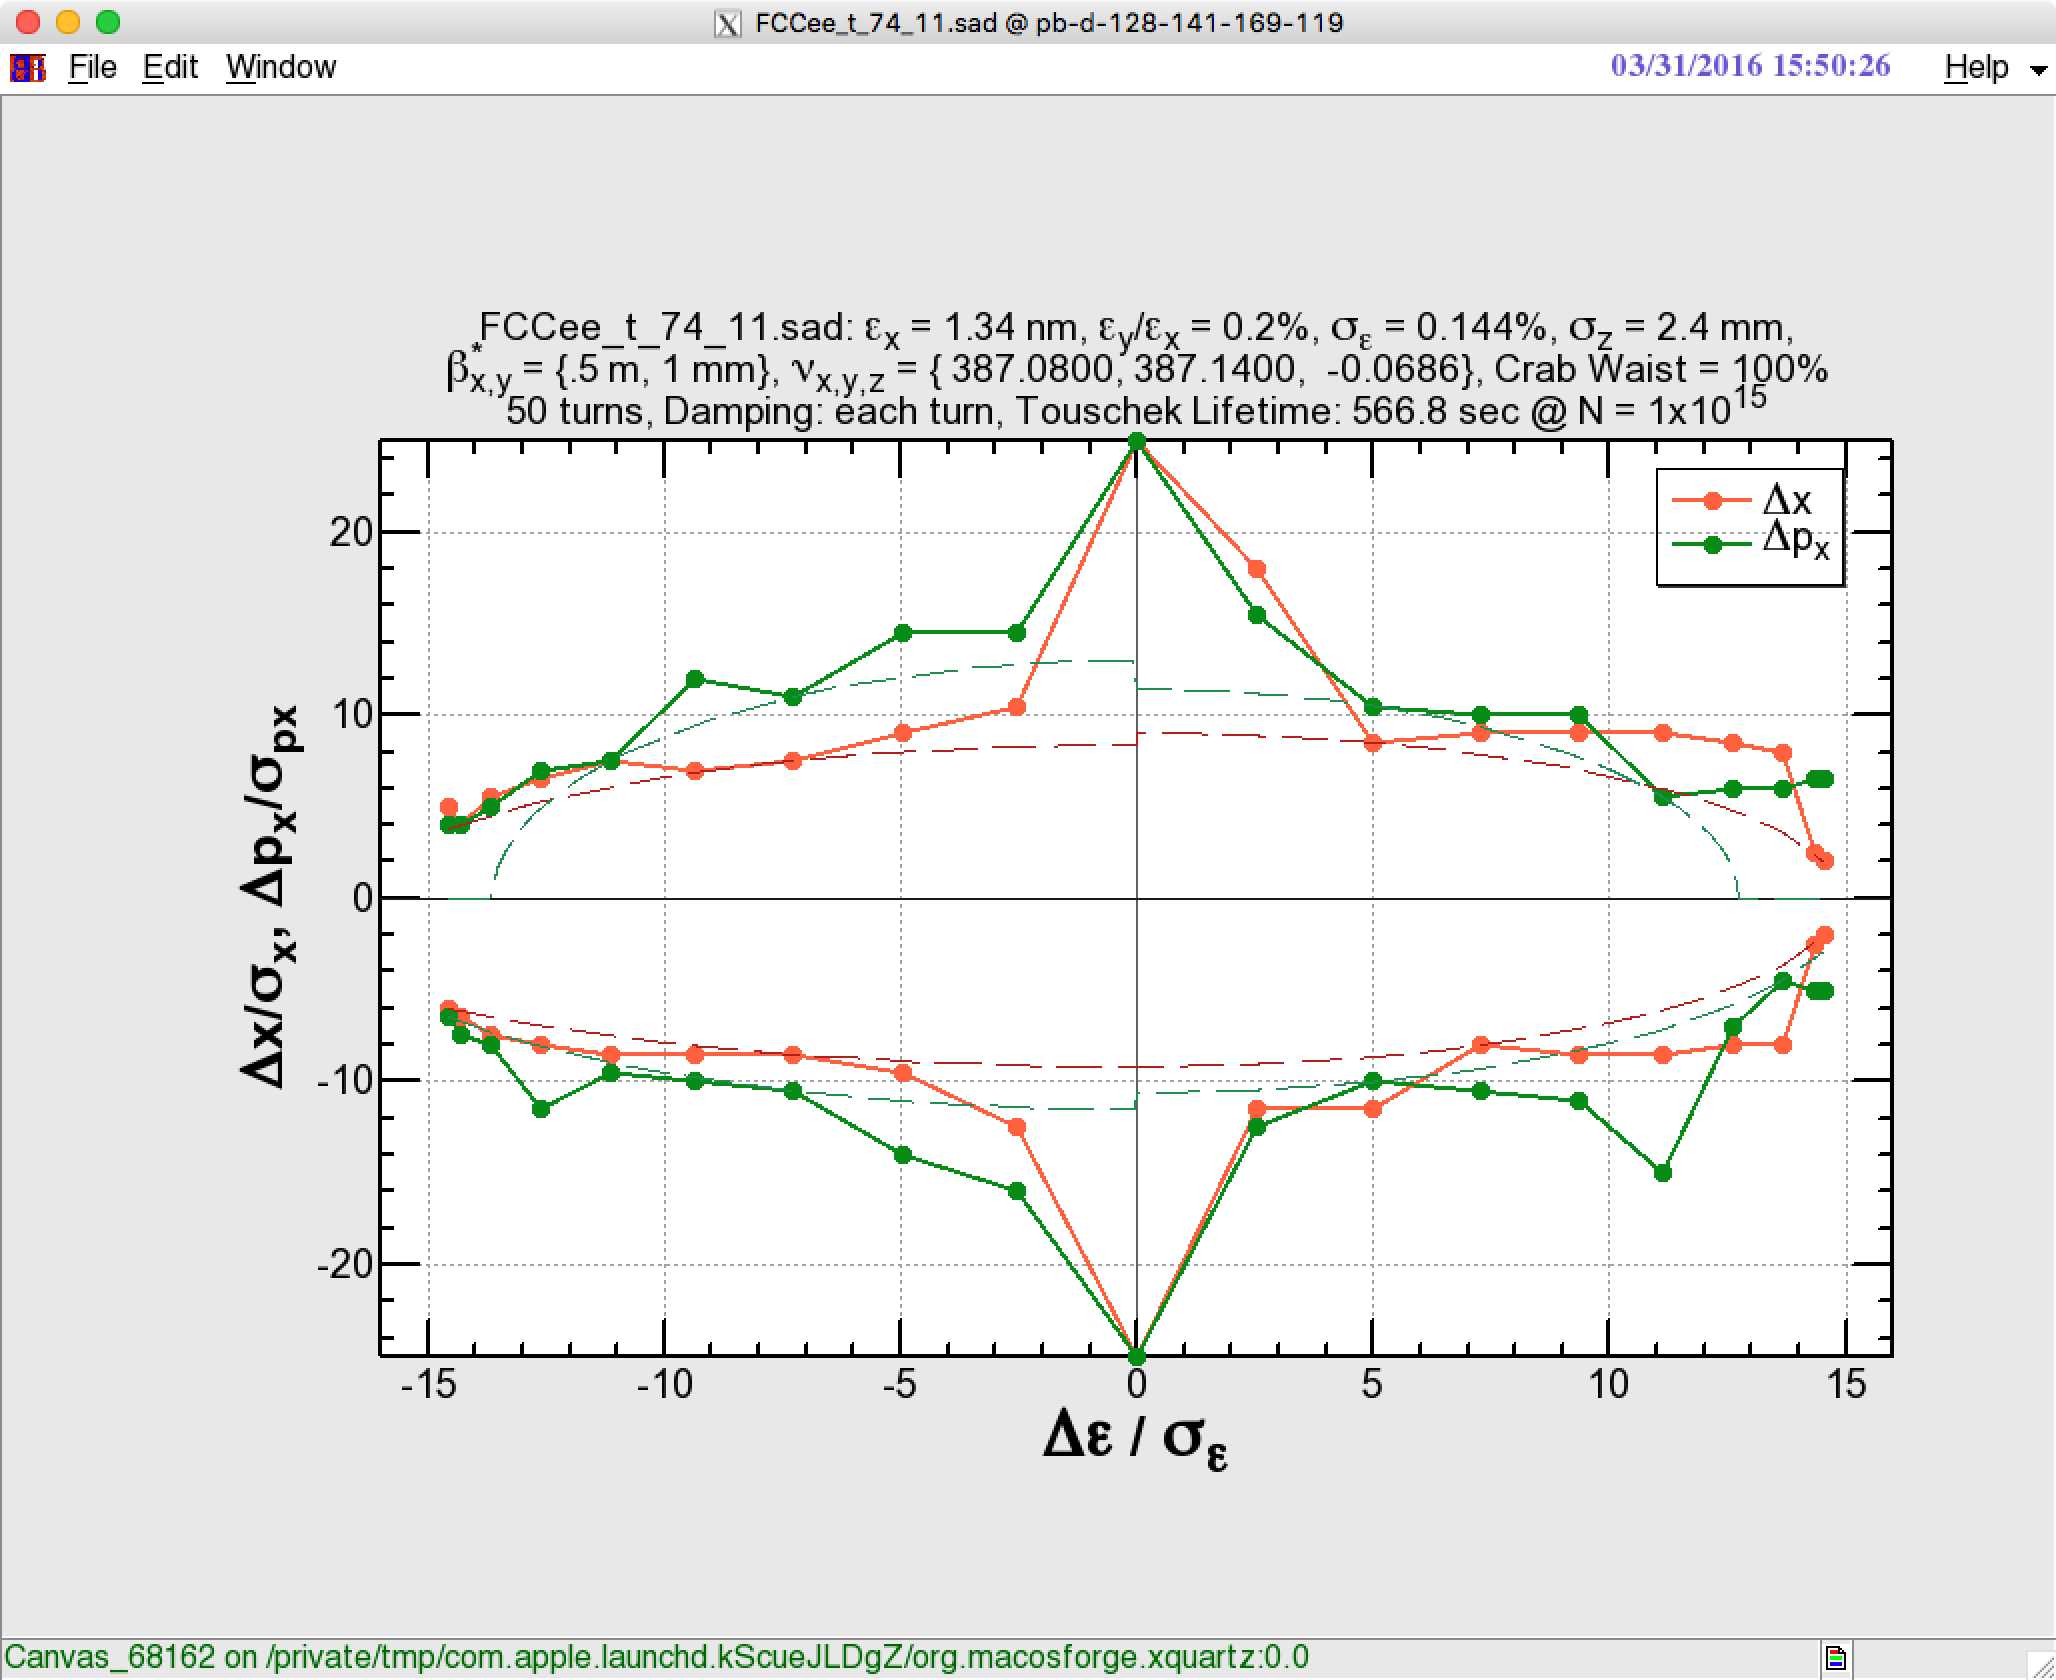 FCCee_t_74_11.sad @ pb-d-128-141-169-119
File Edit Window 03/31/2016 15:50:26 Help
FCCee_t_74_11.sad: εx = 1.34 nm, εy/εx = 0.2%, σε = 0.144%, σz = 2.4 mm,
β*x,y = {.5 m, 1 mm}, νx,y,z = { 387.0800, 387.1400, -0.0686}, Crab Waist = 100%
50 turns, Damping: each turn, Touschek Lifetime: 566.8 sec @ N = 1x10^15
Δx
Δpx
20
10
0
-10
-20
Δx/σx, Δpx/σpx
-15 -10 -5 0 5 10 15
Δε / σε
Canvas_68162 on /private/tmp/com.apple.launchd.kScueJLDgZ/org.macosforge.xquartz:0.0